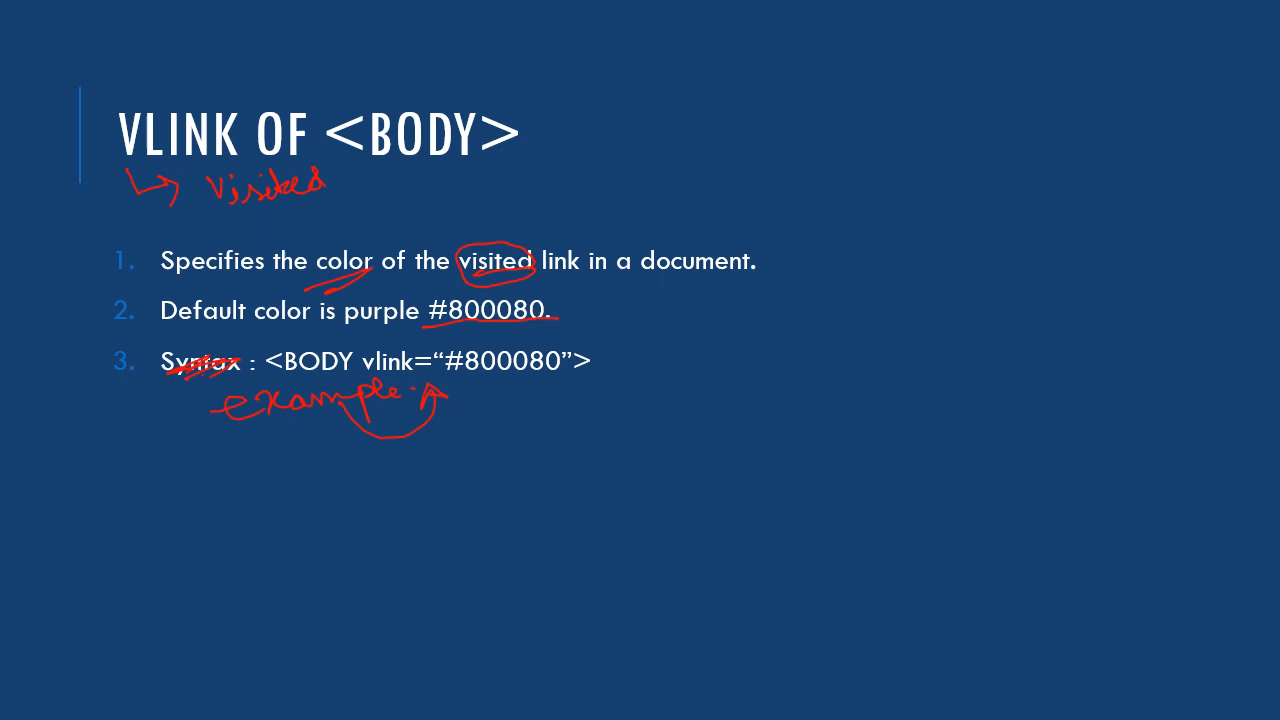 VLINK OF <BODY>
visited
1. Specifies the color of the visited link in a document.
2. Default color is purple #800080.
3. Syntax : <BODY vlink=“#800080”>
example.